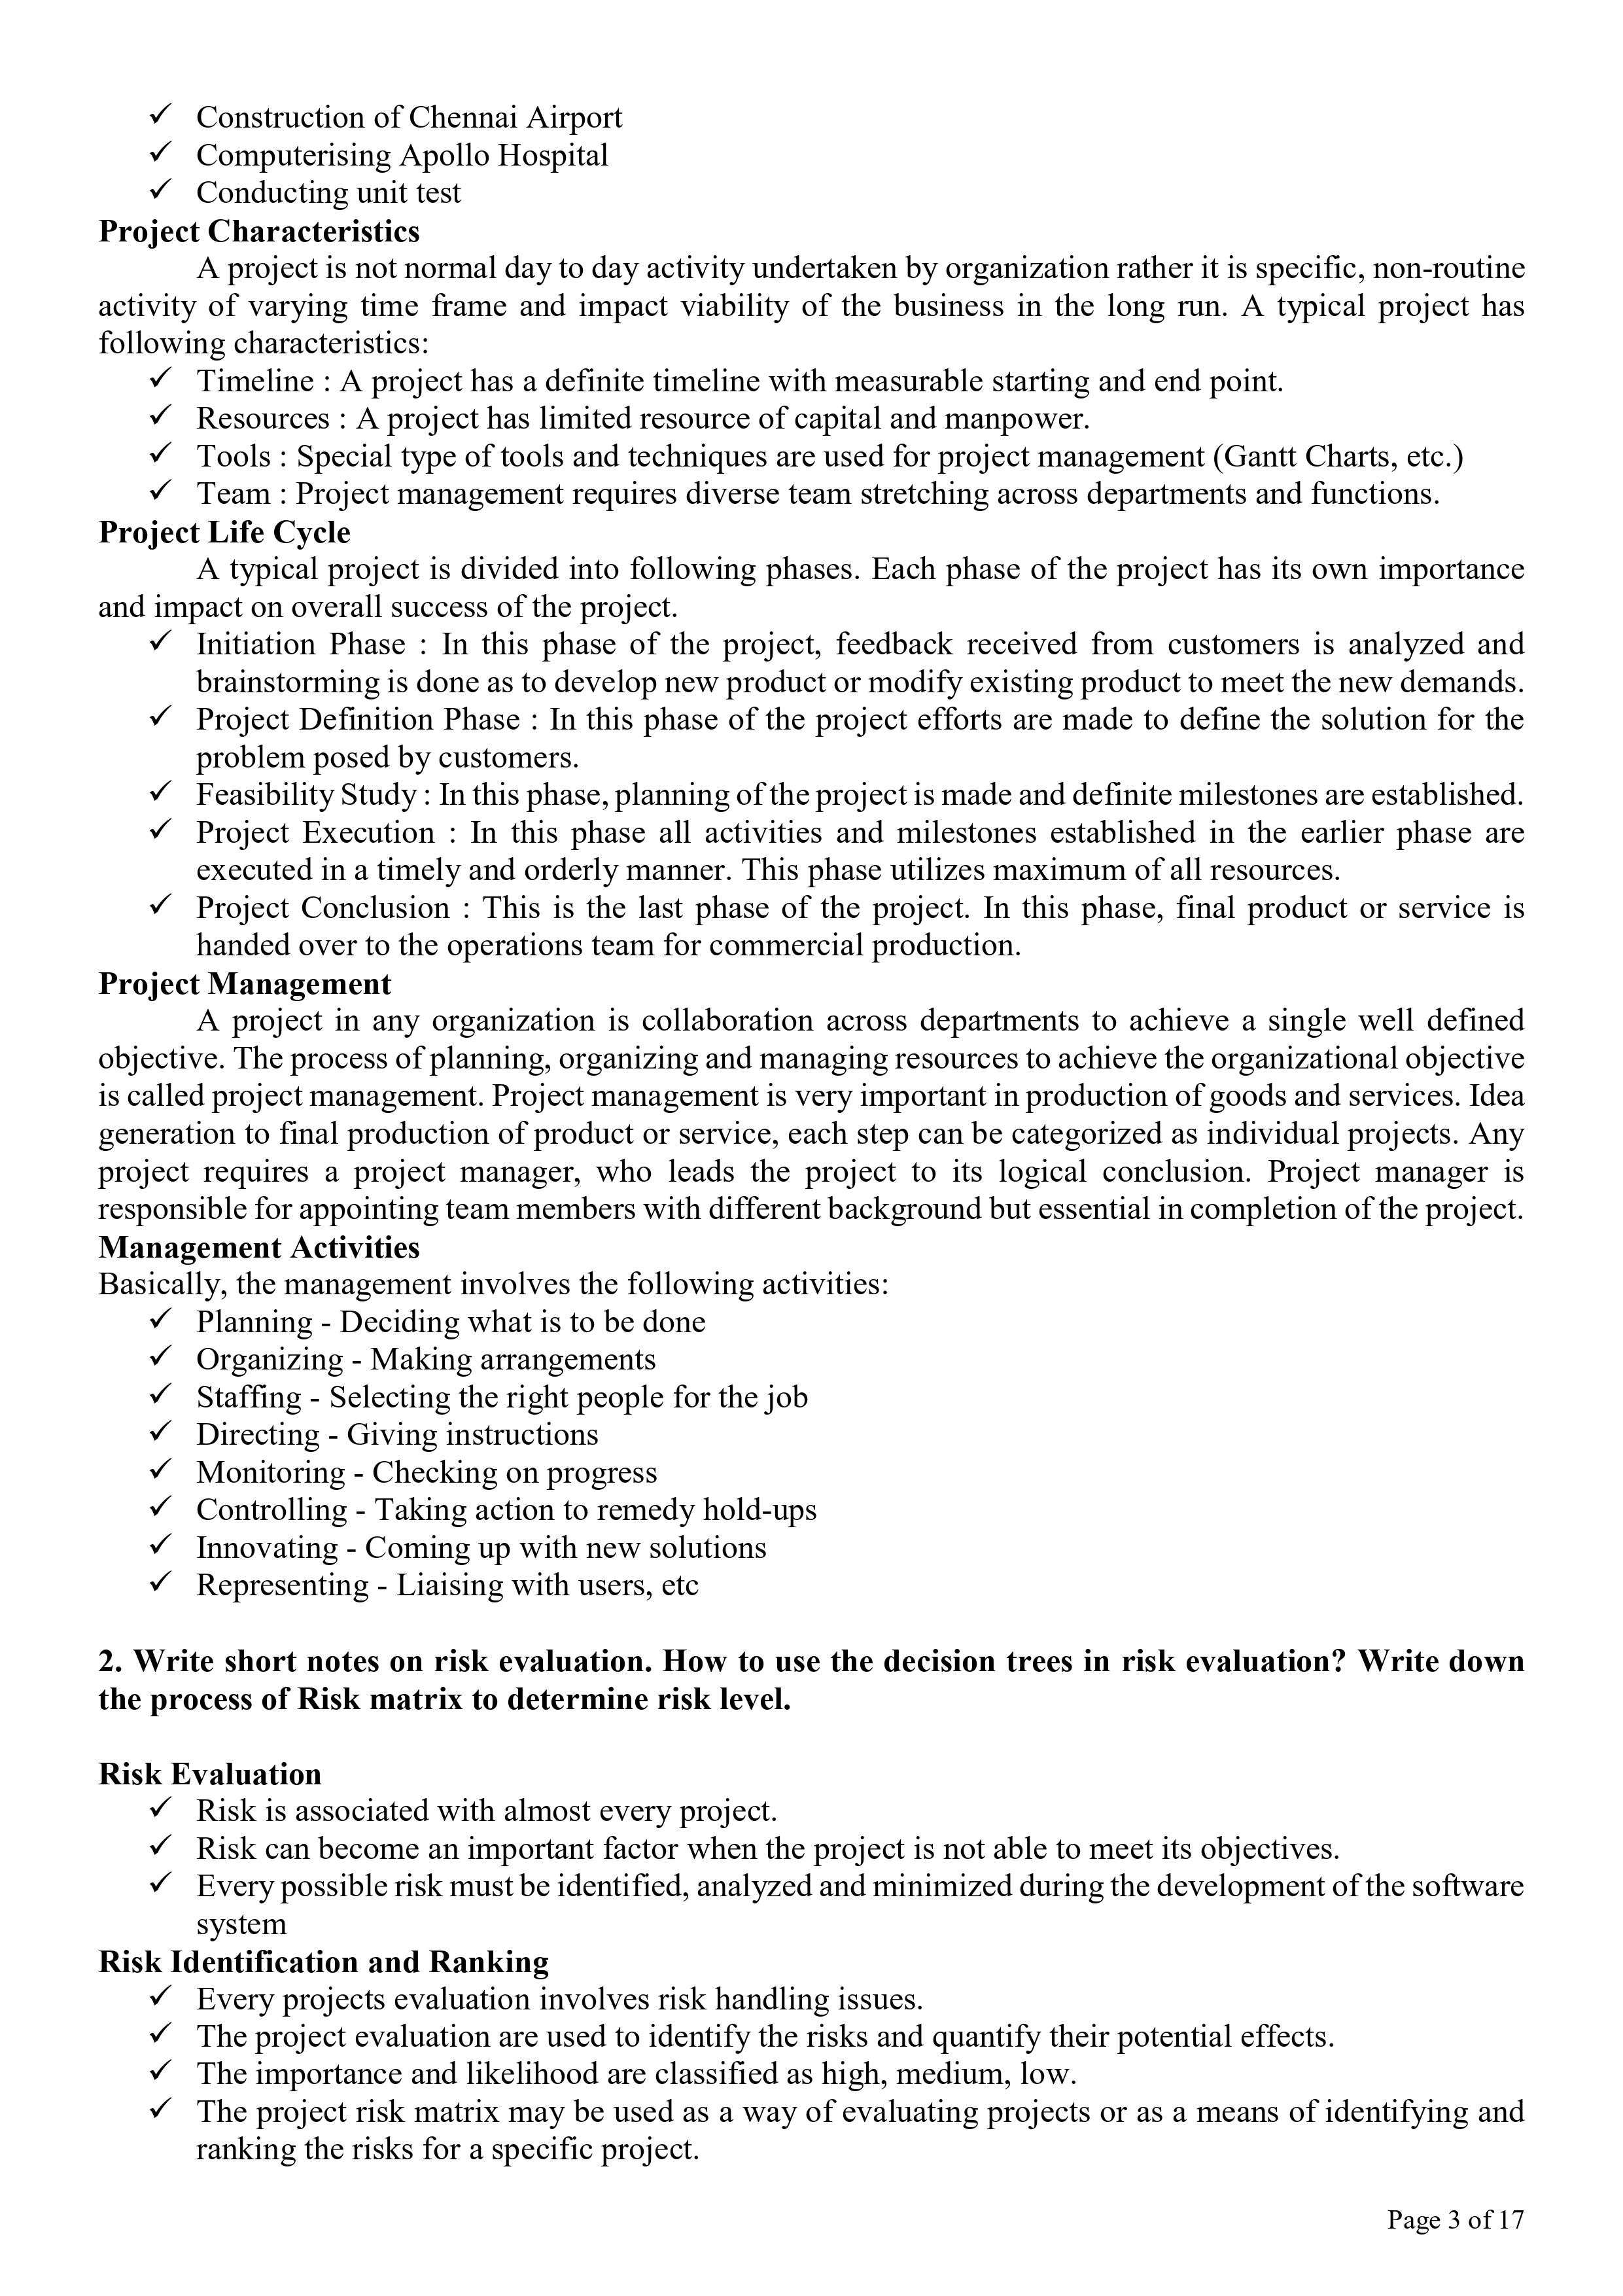 ✓ Construction of Chennai Airport
✓ Computerising Apollo Hospital
✓ Conducting unit test
Project Characteristics
A project is not normal day to day activity undertaken by organization rather it is specific, non-routine
activity of varying time frame and impact viability of the business in the long run. A typical project has
following characteristics:
✓ Timeline : A project has a definite timeline with measurable starting and end point.
✓ Resources : A project has limited resource of capital and manpower.
✓ Tools : Special type of tools and techniques are used for project management (Gantt Charts, etc.)
✓ Team : Project management requires diverse team stretching across departments and functions.
Project Life Cycle
A typical project is divided into following phases. Each phase of the project has its own importance
and impact on overall success of the project.
✓ Initiation Phase : In this phase of the project, feedback received from customers is analyzed and
brainstorming is done as to develop new product or modify existing product to meet the new demands.
✓ Project Definition Phase : In this phase of the project efforts are made to define the solution for the
problem posed by customers.
✓ Feasibility Study : In this phase, planning of the project is made and definite milestones are established.
✓ Project Execution : In this phase all activities and milestones established in the earlier phase are
executed in a timely and orderly manner. This phase utilizes maximum of all resources.
✓ Project Conclusion : This is the last phase of the project. In this phase, final product or service is
handed over to the operations team for commercial production.
Project Management
A project in any organization is collaboration across departments to achieve a single well defined
objective. The process of planning, organizing and managing resources to achieve the organizational objective
is called project management. Project management is very important in production of goods and services. Idea
generation to final production of product or service, each step can be categorized as individual projects. Any
project requires a project manager, who leads the project to its logical conclusion. Project manager is
responsible for appointing team members with different background but essential in completion of the project.
Management Activities
Basically, the management involves the following activities:
✓ Planning - Deciding what is to be done
✓ Organizing - Making arrangements
✓ Staffing - Selecting the right people for the job
✓ Directing - Giving instructions
✓ Monitoring - Checking on progress
✓ Controlling - Taking action to remedy hold-ups
✓ Innovating - Coming up with new solutions
✓ Representing - Liaising with users, etc
2. Write short notes on risk evaluation. How to use the decision trees in risk evaluation? Write down
the process of Risk matrix to determine risk level.
Risk Evaluation
✓ Risk is associated with almost every project.
✓ Risk can become an important factor when the project is not able to meet its objectives.
✓ Every possible risk must be identified, analyzed and minimized during the development of the software
system
Risk Identification and Ranking
✓ Every projects evaluation involves risk handling issues.
✓ The project evaluation are used to identify the risks and quantify their potential effects.
✓ The importance and likelihood are classified as high, medium, low.
✓ The project risk matrix may be used as a way of evaluating projects or as a means of identifying and
ranking the risks for a specific project.
Page 3 of 17